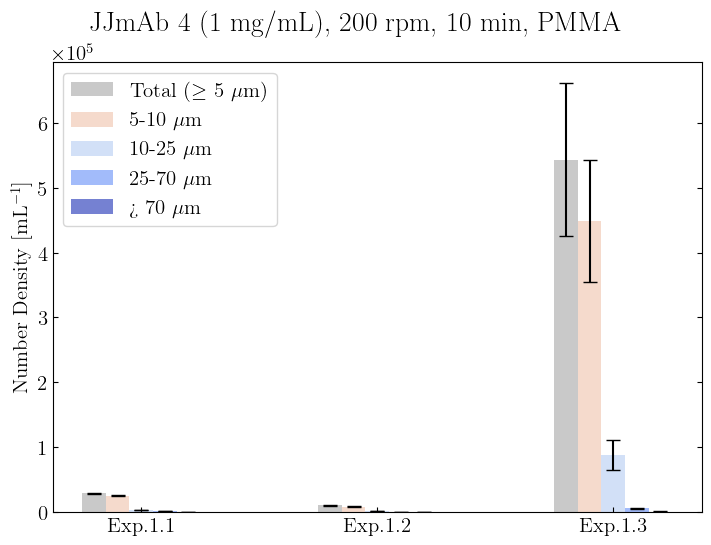 JJmAb 4 (1 mg/mL), 200 rpm, 10 min, PMMA
×10⁵
Total (≥ 5 μm)
5-10 μm
10-25 μm
25-70 μm
¿ 70 μm
Number Density [mL⁻¹]
6
5
4
3
2
1
0
Exp.1.1 Exp.1.2 Exp.1.3